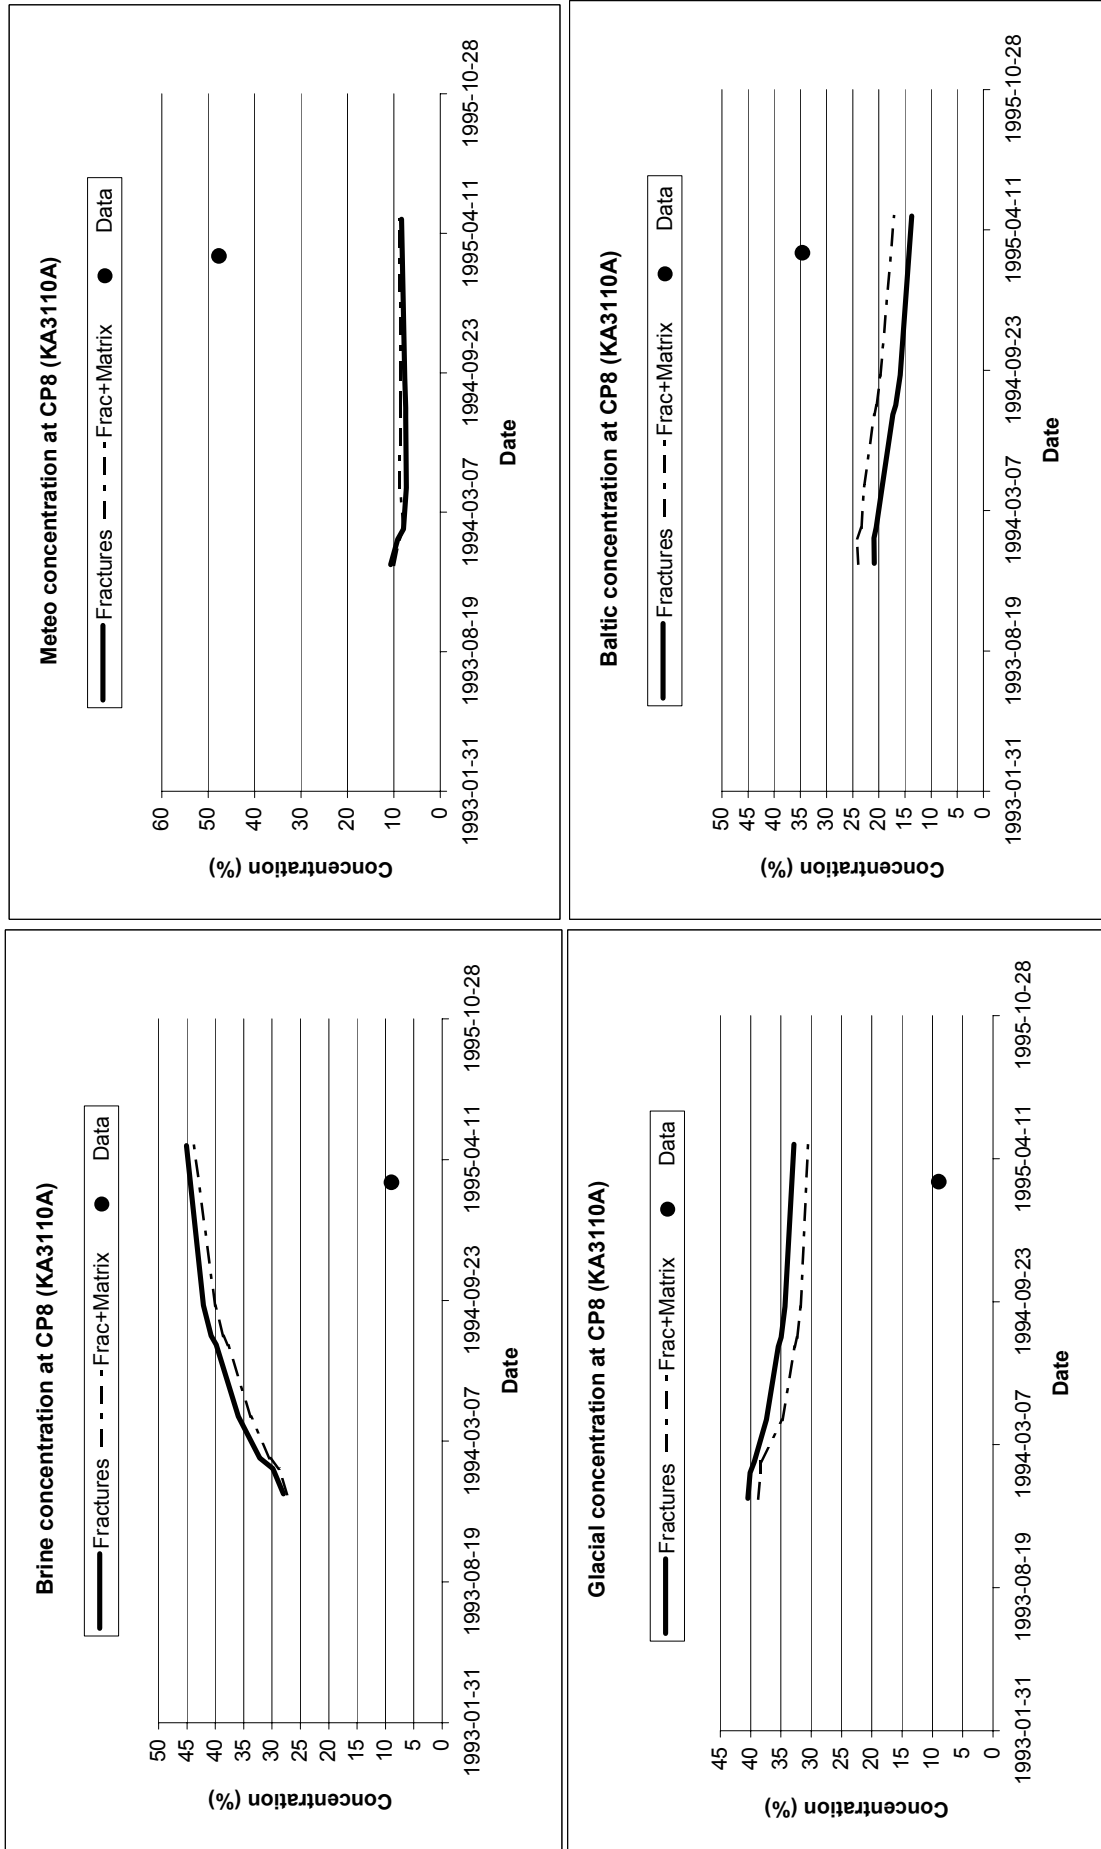 Brine concentration at CP8 (KA3110A)
Fractures Frac+Matrix Data
50
45
40
35
30
25
20
15
10
5
0
Concentration (%)
1993-01-31 1993-08-19 1994-03-07 1994-09-23 1995-04-11 1995-10-28
Date
Meteo concentration at CP8 (KA3110A)
Fractures Frac+Matrix Data
60
50
40
30
20
10
0
Concentration (%)
1993-01-31 1993-08-19 1994-03-07 1994-09-23 1995-04-11 1995-10-28
Date
Glacial concentration at CP8 (KA3110A)
Fractures Frac+Matrix Data
45
40
35
30
25
20
15
10
5
0
Concentration (%)
1993-01-31 1993-08-19 1994-03-07 1994-09-23 1995-04-11 1995-10-28
Date
Baltic concentration at CP8 (KA3110A)
Fractures Frac+Matrix Data
50
45
40
35
30
25
20
15
10
5
0
Concentration (%)
1993-01-31 1993-08-19 1994-03-07 1994-09-23 1995-04-11 1995-10-28
Date